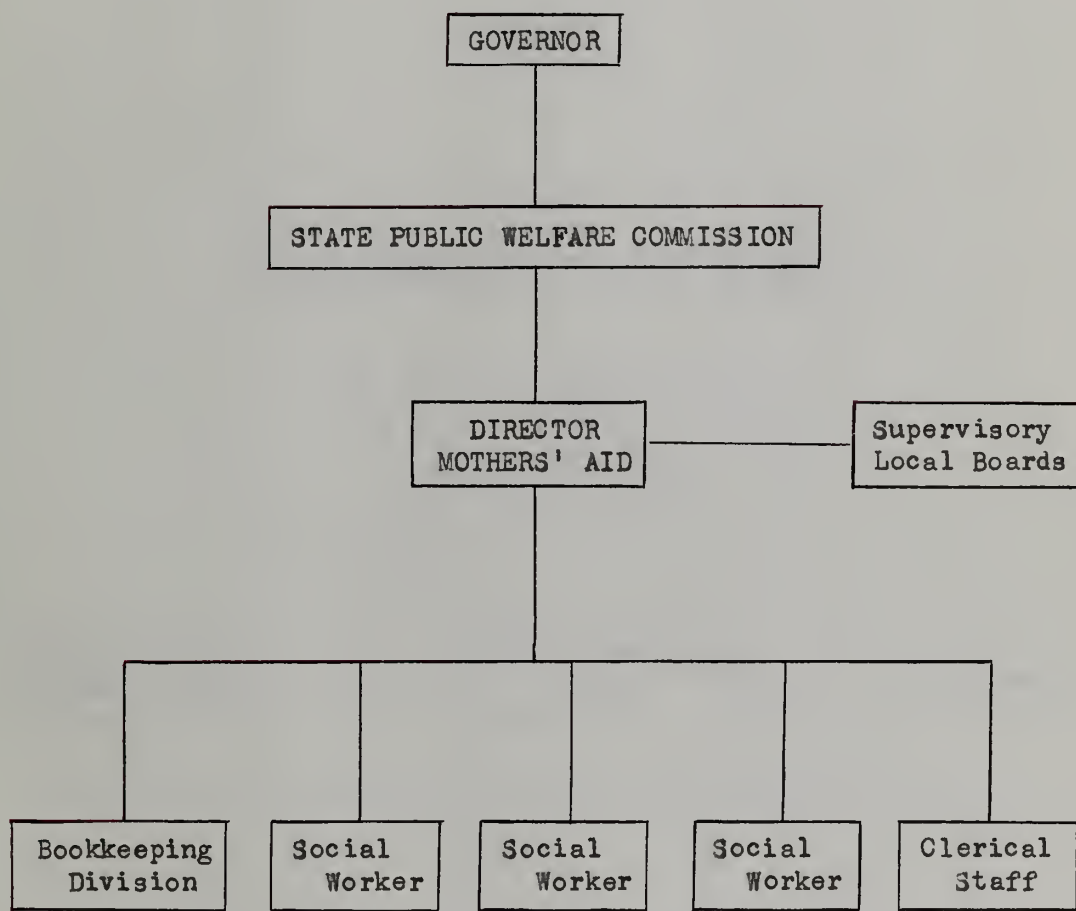 GOVERNOR
STATE PUBLIC WELFARE COMMISSION
DIRECTOR
MOTHERS' AID
Supervisory
Local Boards
Bookkeeping
Division
Social
Worker
Social
Worker
Social
Worker
Clerical
Staff